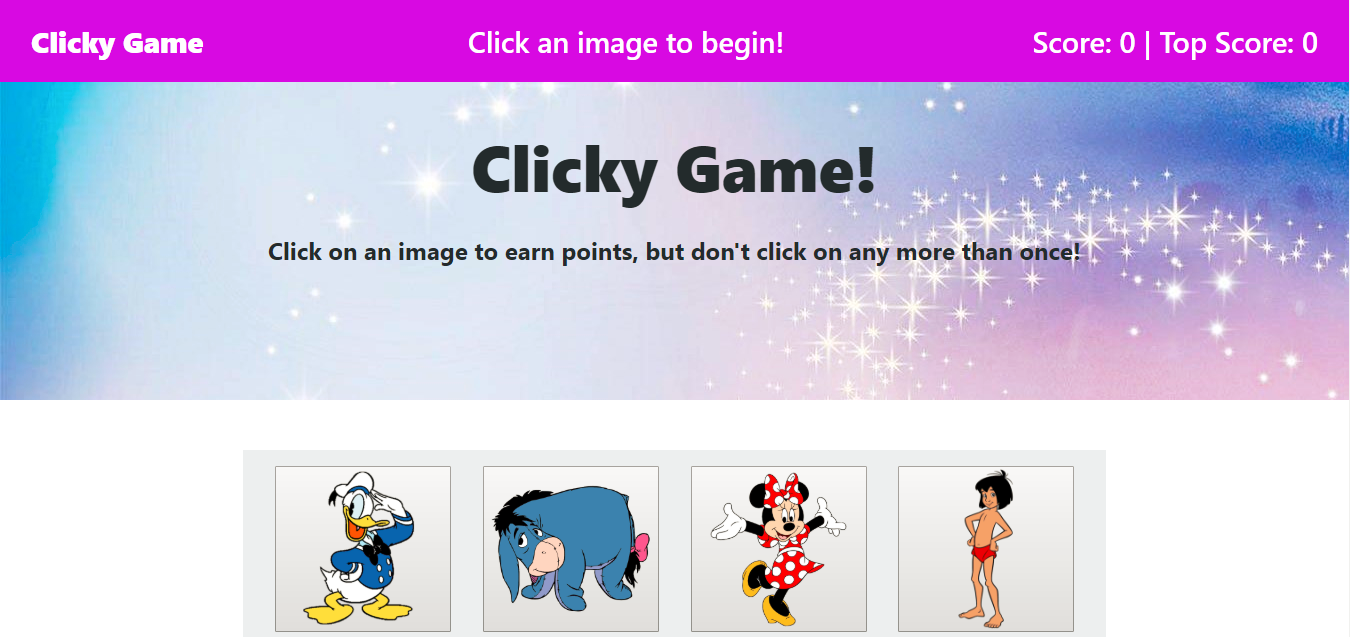 Clicky Game
Click an image to begin!
Score: 0 | Top Score: 0
Clicky Game!
Click on an image to earn points, but don't click on any more than once!